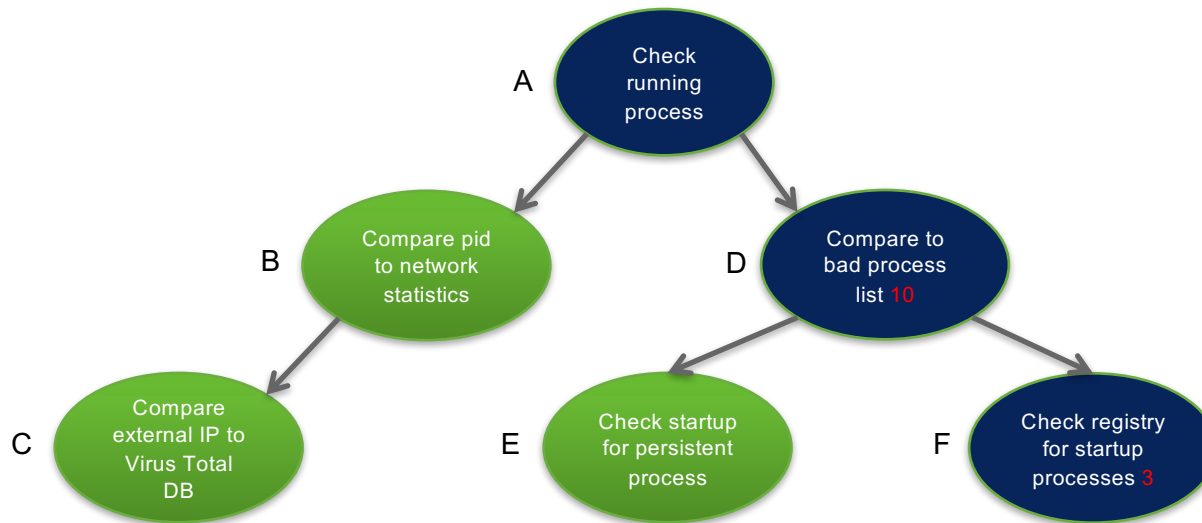 A
Check
running
process
B
Compare pid
to network
statistics
D
Compare to
bad process
list 10
C
Compare
external IP to
Virus Total
DB
E
Check startup
for persistent
process
F
Check registry
for startup
processes 3